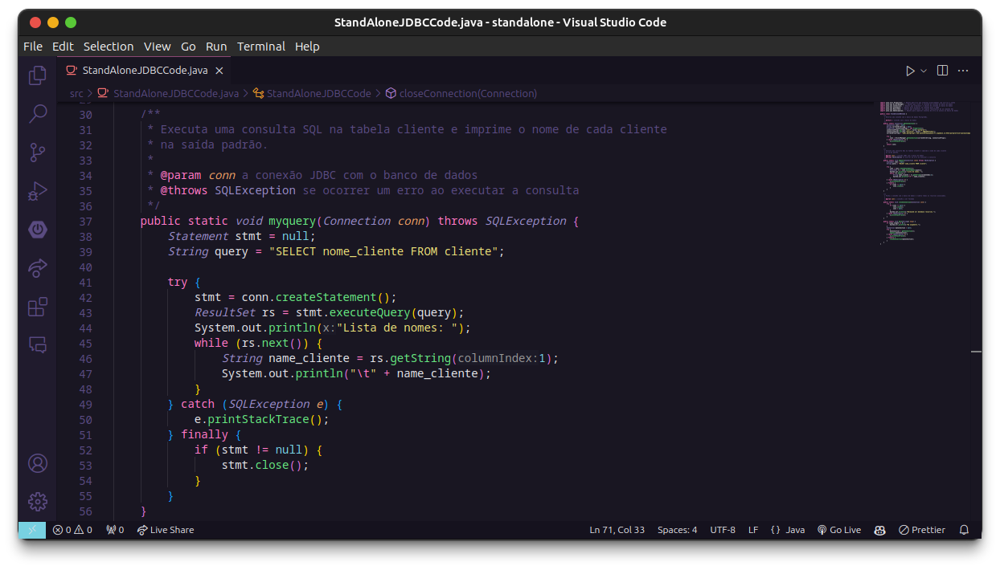 StandAloneJDBCCode.java - standalone - Visual Studio Code
File Edit Selection View Go Run Terminal Help
StandAloneJDBCCode.java ×
src > StandAloneJDBCCode.java > StandAloneJDBCCode > closeConnection(Connection)
30 /**
31 * Executa uma consulta SQL na tabela cliente e imprime o nome de cada cliente
32 * na saída padrão.
33 *
34 * @param conn a conexão JDBC com o banco de dados
35 * @throws SQLException se ocorrer um erro ao executar a consulta
36 */
37 public static void myquery(Connection conn) throws SQLException {
38 Statement stmt = null;
39 String query = "SELECT nome_cliente FROM cliente";
40
41 try {
42 stmt = conn.createStatement();
43 ResultSet rs = stmt.executeQuery(query);
44 System.out.println(x:"Lista de nomes: ");
45 while (rs.next()) {
46 String name_cliente = rs.getString(columnIndex:1);
47 System.out.println("\t" + name_cliente);
48 }
49 } catch (SQLException e) {
50 e.printStackTrace();
51 } finally {
52 if (stmt != null) {
53 stmt.close();
54 }
55 }
56 }
0 0 0 Live Share Ln 71, Col 33 Spaces: 4 UTF-8 LF {} Java Go Live Prettier